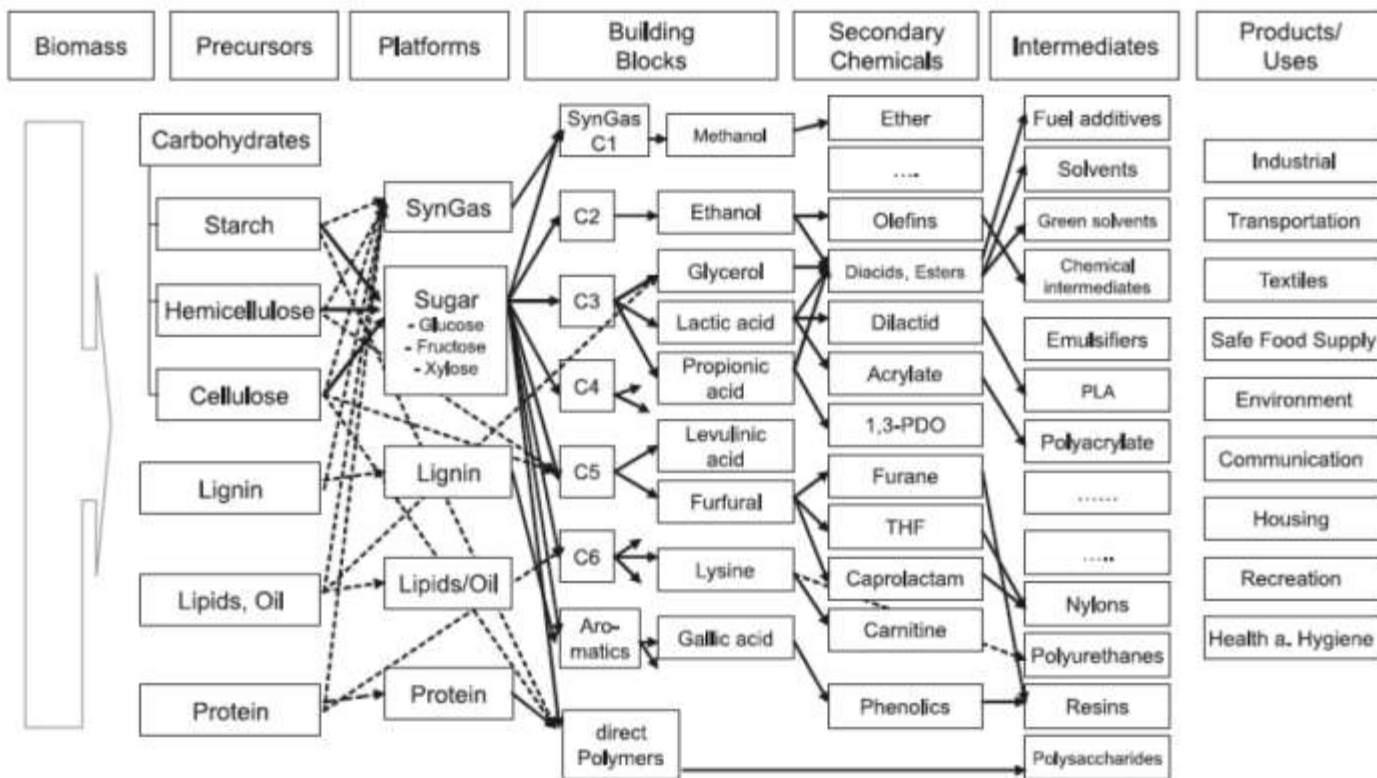 Biomass
Precursors
Platforms
Building
Blocks
Secondary
Chemicals
Intermediates
Products/
Uses
Carbohydrates
Starch
Hemicellulose
Cellulose
Lignin
Lipids, Oil
Protein
SynGas
Sugar
- Glucose
- Fructose
- Xylose
Lignin
Lipids/Oil
Protein
SynGas
C1
C2
C3
C4
C5
C6
Aro-
matics
direct
Polymers
Methanol
Ethanol
Glycerol
Lactic acid
Propionic
acid
Levulinic
acid
Furfural
Lysine
Gallic acid
Ether
.....
Olefins
Diacids, Esters
Dilactid
Acrylate
1,3-PDO
Furane
THF
Caprolactam
Carnitine
Phenolics
Fuel additives
Solvents
Green solvents
Chemical
intermediates
Emulsifiers
PLA
Polyacrylate
......
.....
Nylons
Polyurethanes
Resins
Polysaccharides
Industrial
Transportation
Textiles
Safe Food Supply
Environment
Communication
Housing
Recreation
Health a. Hygiene